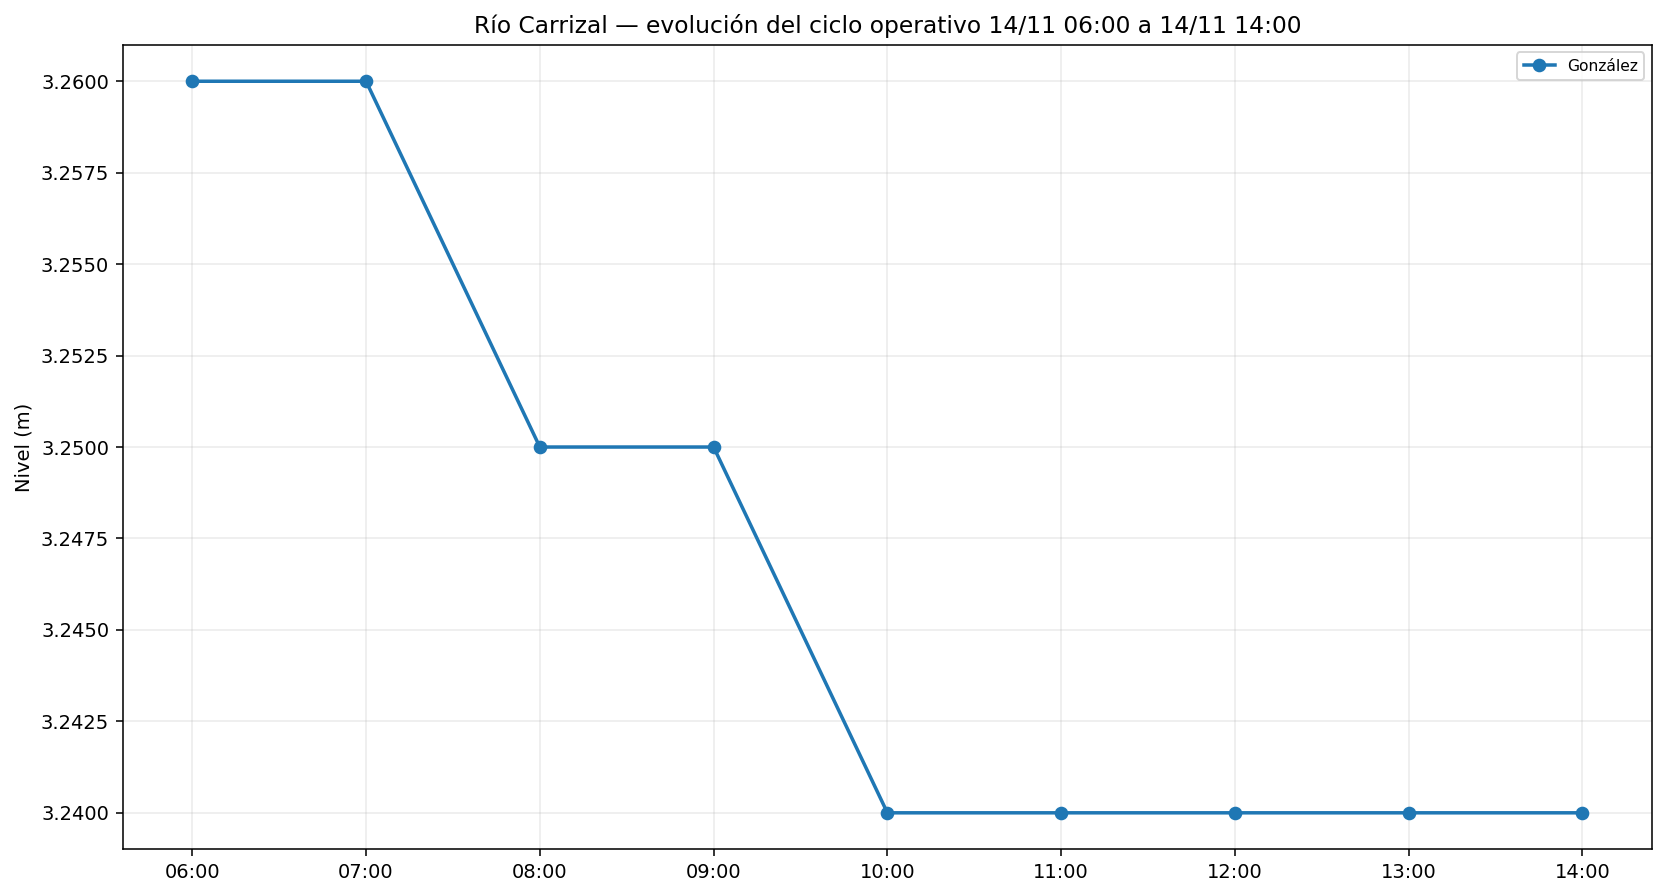 Río Carrizal — evolución del ciclo operativo 14/11 06:00 a 14/11 14:00
González
Nivel (m)
3.2600
3.2575
3.2550
3.2525
3.2500
3.2475
3.2450
3.2425
3.2400
06:00 07:00 08:00 09:00 10:00 11:00 12:00 13:00 14:00